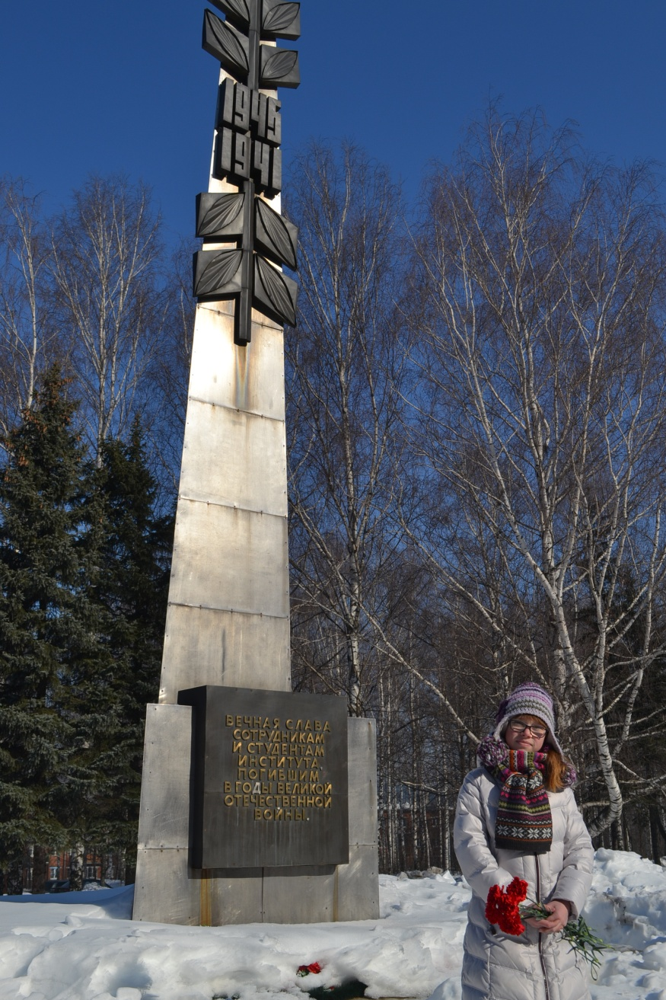 1945
1941
ВЕЧНАЯ СЛАВА
СОТРУДНИКАМ
И СТУДЕНТАМ
ИНСТИТУТА
ПОГИБШИМ
В ГОДЫ ВЕЛИКОЙ
ОТЕЧЕСТВЕННОЙ
ВОЙНЫ.